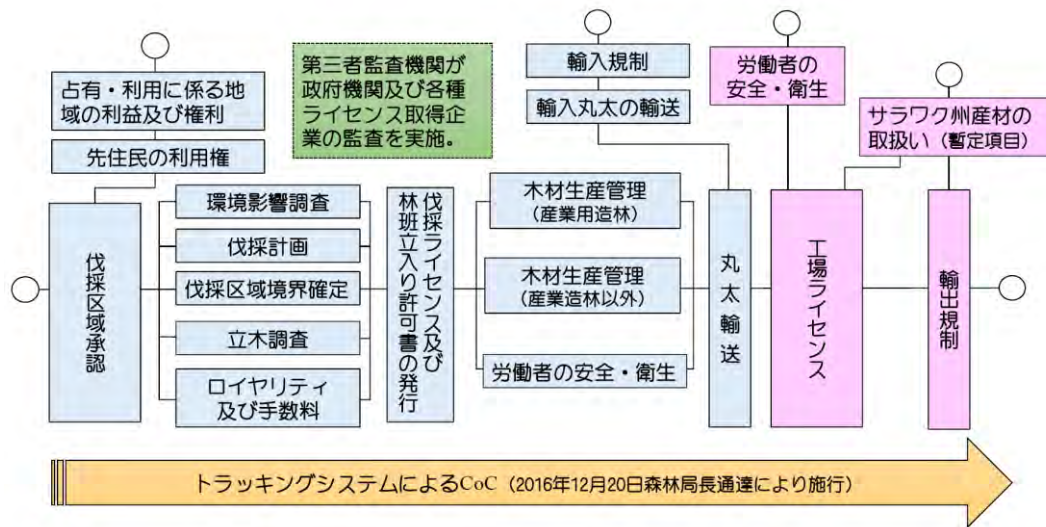 占有・利用に係る地
域の利益及び権利
先住民の利用権
第三者監査機関が
政府機関及び各種
ライセンス取得企
業の監査を実施。
輸入規制
輸入丸太の輸送
労働者の
安全・衛生
サラワク州産材の
取扱い（暫定項目）
伐採区域承認
環境影響調査
伐採計画
伐採区域境界確定
立木調査
ロイヤリティ
及び手数料
伐採ライセンス及び
林班立入り許可書の発行
木材生産管理
（産業用造林）
木材生産管理
（産業造林以外）
労働者の安全・衛生
丸太輸送
工場ライセンス
輸出規制
トラッキングシステムによるCoC（2016年12月20日森林局長通達により施行）